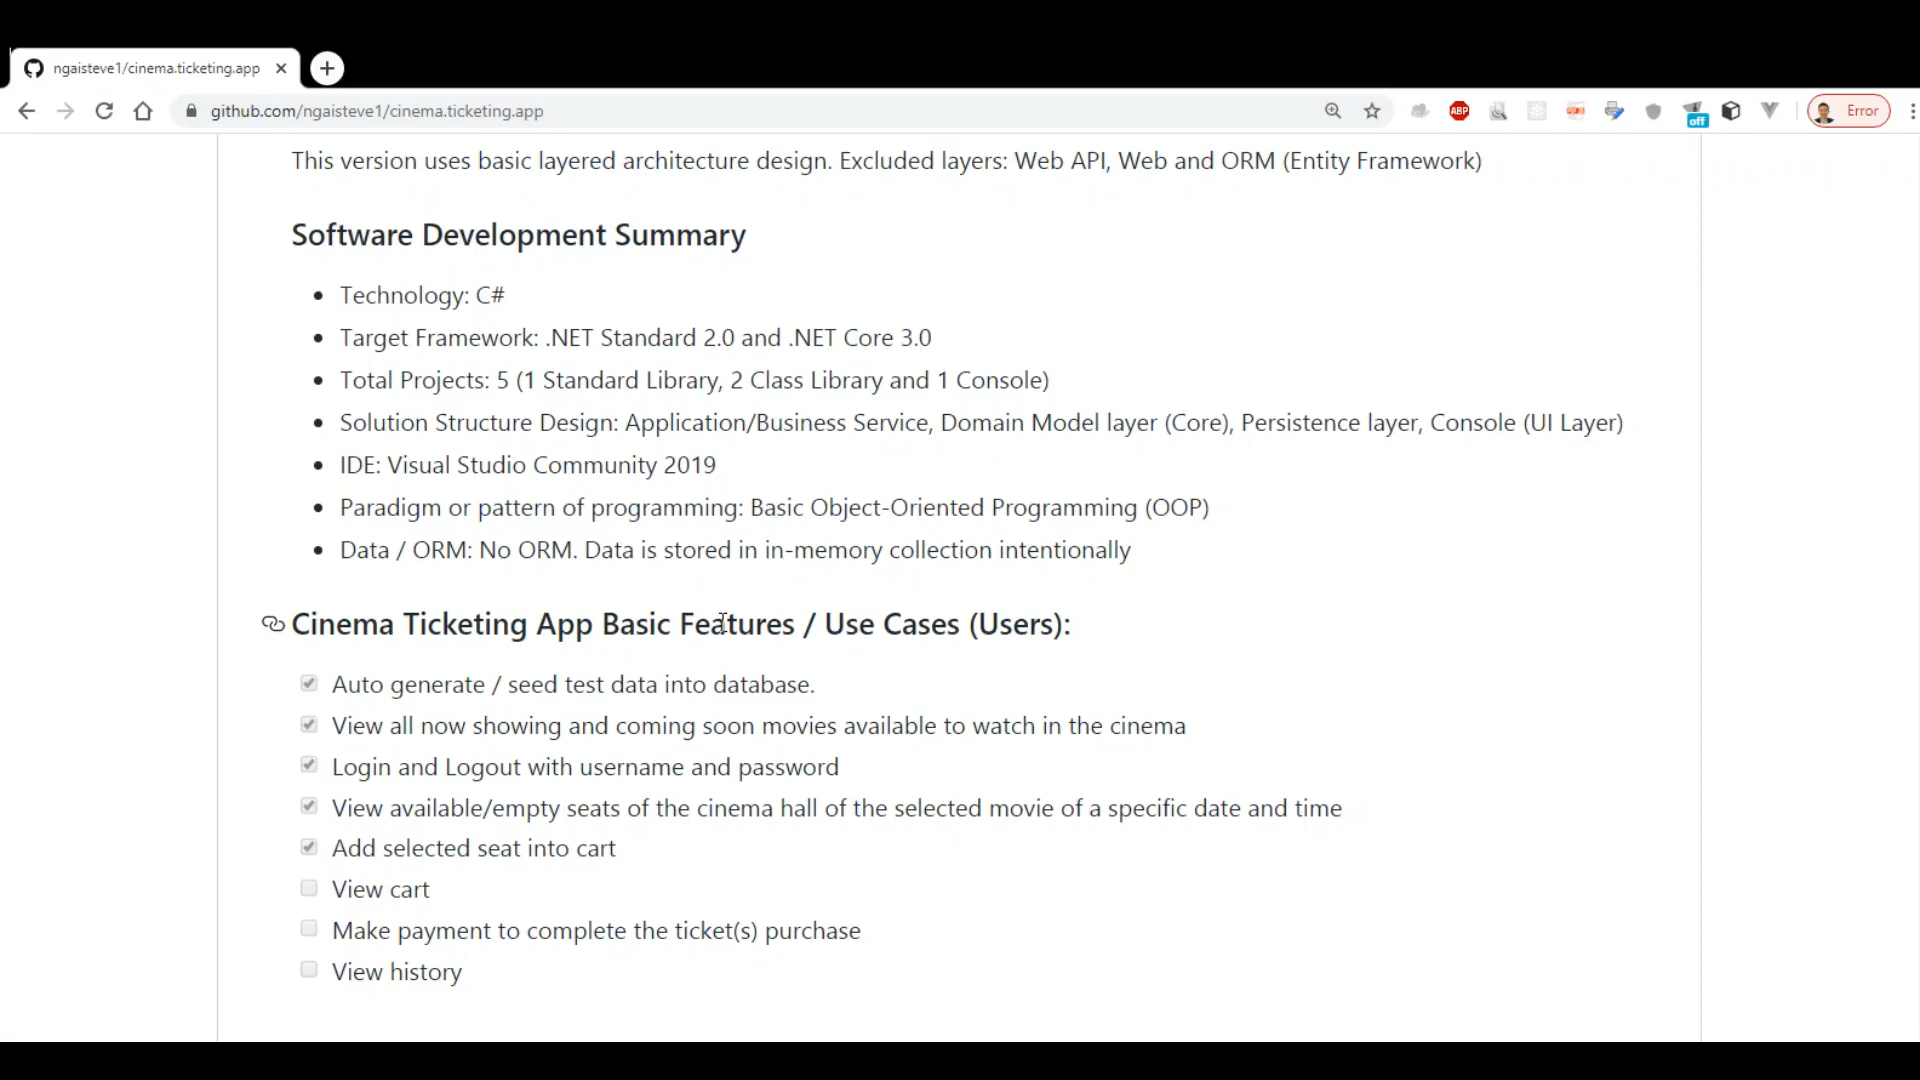 ngaisteve1/cinema.ticketing.app
github.com/ngaisteve1/cinema.ticketing.app
ABP
off
Error
This version uses basic layered architecture design. Excluded layers: Web API, Web and ORM (Entity Framework)
Software Development Summary
Technology: C#
Target Framework: .NET Standard 2.0 and .NET Core 3.0
Total Projects: 5 (1 Standard Library, 2 Class Library and 1 Console)
Solution Structure Design: Application/Business Service, Domain Model layer (Core), Persistence layer, Console (UI Layer)
IDE: Visual Studio Community 2019
Paradigm or pattern of programming: Basic Object-Oriented Programming (OOP)
Data / ORM: No ORM. Data is stored in in-memory collection intentionally
Cinema Ticketing App Basic Features / Use Cases (Users):
Auto generate / seed test data into database.
View all now showing and coming soon movies available to watch in the cinema
Login and Logout with username and password
View available/empty seats of the cinema hall of the selected movie of a specific date and time
Add selected seat into cart
View cart
Make payment to complete the ticket(s) purchase
View history